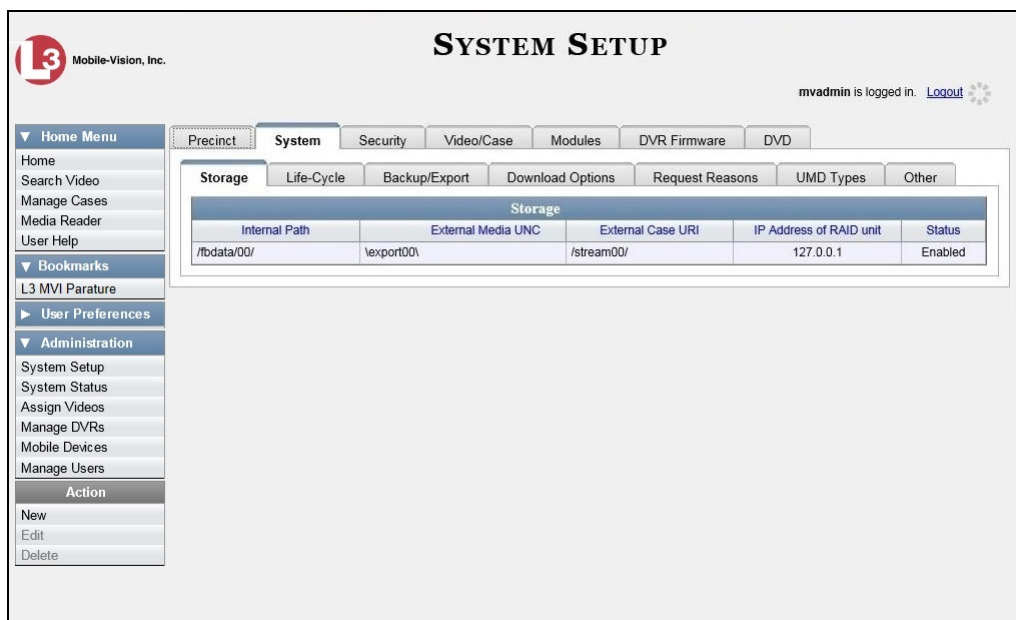 L3
Mobile-Vision, Inc.
SYSTEM SETUP
mvadmin is logged in. Logout
▼ Home Menu
Home
Search Video
Manage Cases
Media Reader
User Help
▼ Bookmarks
L3 MVI Parature
► User Preferences
▼ Administration
System Setup
System Status
Assign Videos
Manage DVRs
Mobile Devices
Manage Users
Action
New
Edit
Delete
Precinct System Security Video/Case Modules DVR Firmware DVD
Storage Life-Cycle Backup/Export Download Options Request Reasons UMD Types Other
Storage
Internal Path External Media UNC External Case URI IP Address of RAID unit Status
/fbdata/00/ \export00\ /stream00/ 127.0.0.1 Enabled